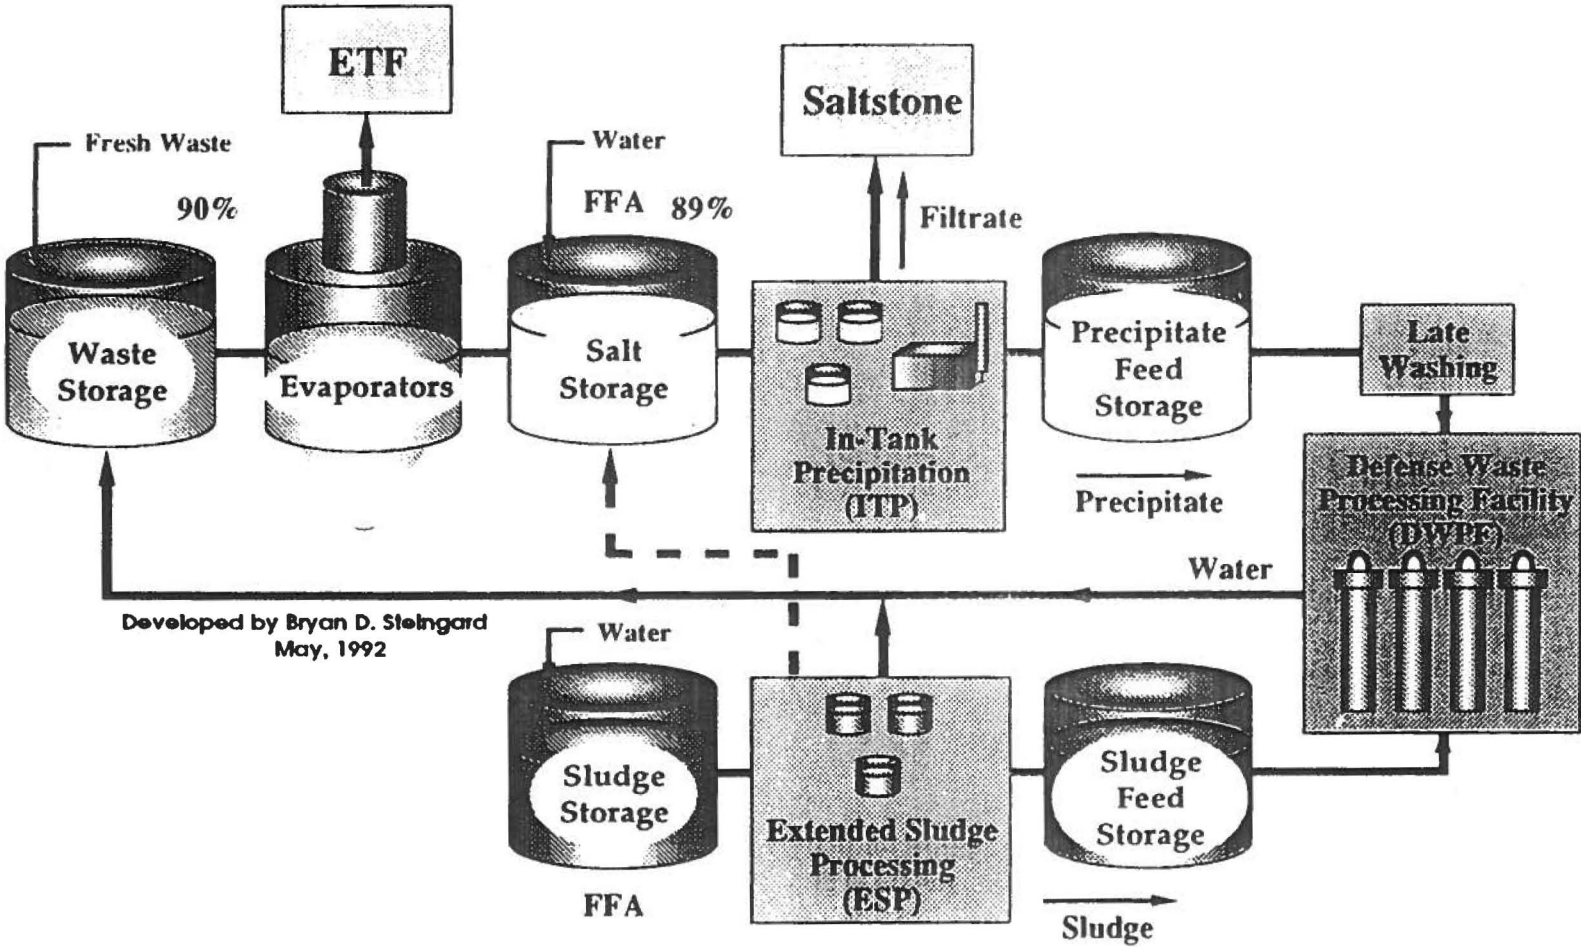 ETF
Saltstone
Fresh Waste
Water
90%
FFA
89%
Filtrate
Waste
Storage
Evaporators
Salt
Storage
In-Tank
Precipitation
(ITP)
Precipitate
Feed
Storage
Late
Washing
Precipitate
Defense Waste
Processing Facility
(DWPF)
Water
Developed by Bryan D. Steingard
May, 1992
Water
Sludge
Storage
FFA
Extended Sludge
Processing
(ESP)
Sludge
Feed
Storage
Sludge